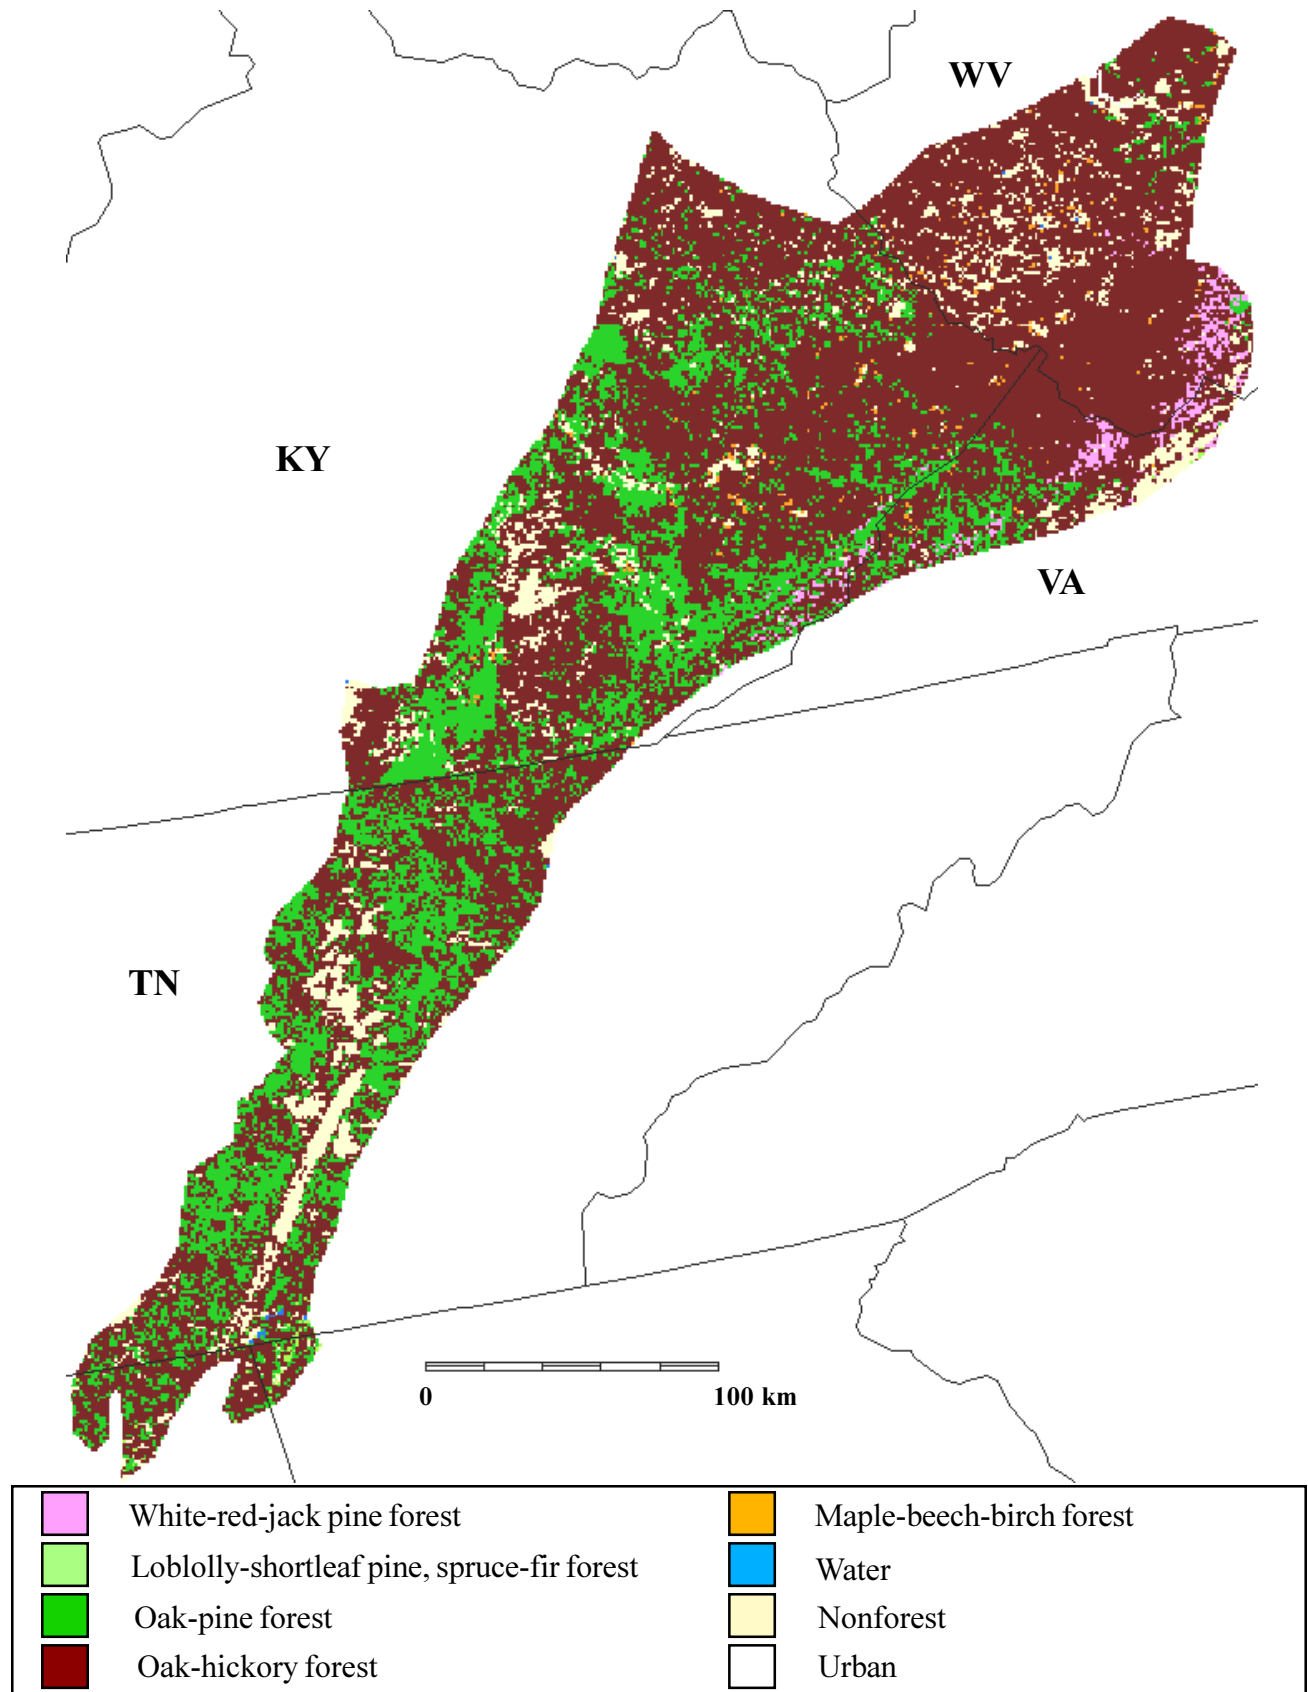 WV
KY
VA
TN
0 100 km
White-red-jack pine forest
Maple-beech-birch forest
Loblolly-shortleaf pine, spruce-fir forest
Water
Oak-pine forest
Nonforest
Oak-hickory forest
Urban